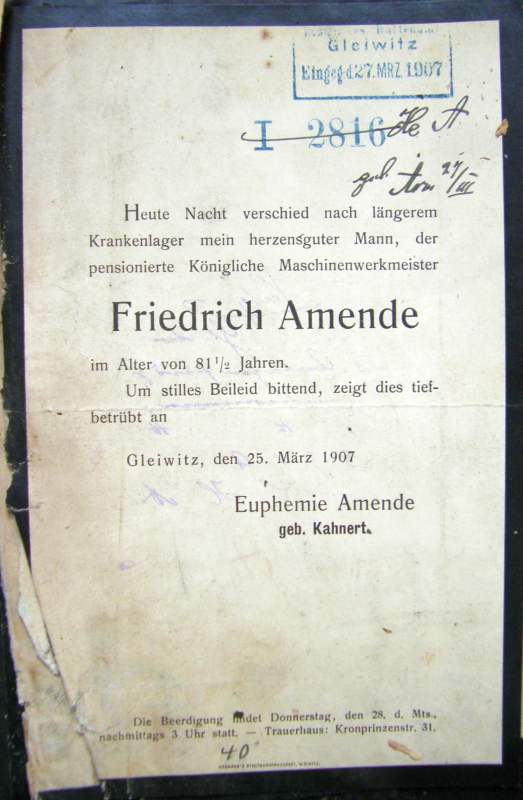 Gleiwitz
Eingeg.d. 27. MRZ. 1907
I 2816
Heute Nacht verschied nach längerem
Krankenlager mein herzensguter Mann, der
pensionierte Königliche Maschinenwerkmeister
Friedrich Amende
im Alter von 81 1/2 Jahren.
Um stilles Beileid bittend, zeigt dies tief-
betrübt an
Gleiwitz, den 25. März 1907
Euphemie Amende
geb. Kahnert.
Die Beerdigung findet Donnerstag, den 28. d. Mts.,
nachmittags 3 Uhr statt. — Trauerhaus: Kronprinzenstr. 31.
40